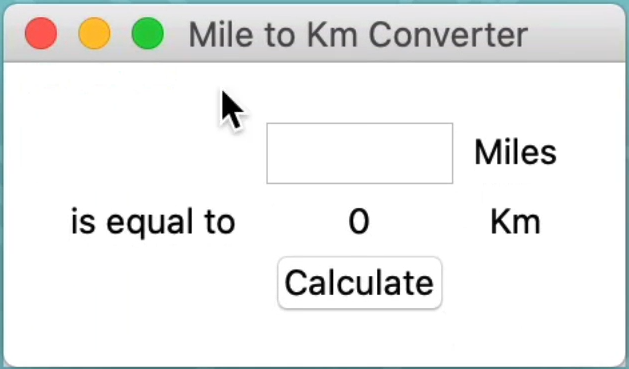 Mile to Km Converter
Miles
is equal to 0 Km
Calculate